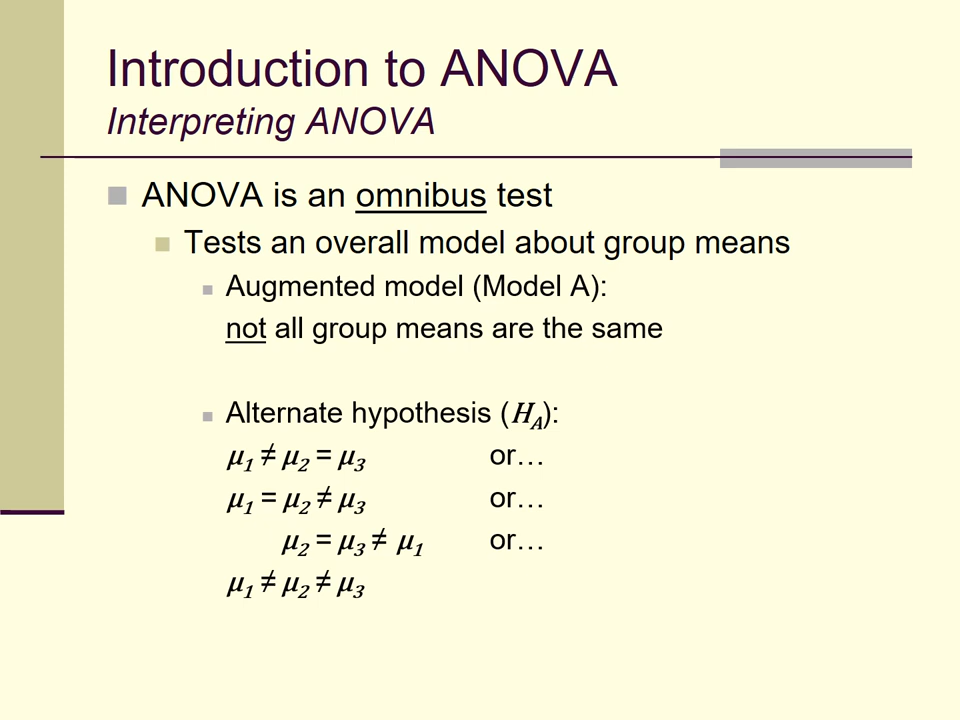 Introduction to ANOVA
Interpreting ANOVA
ANOVA is an omnibus test
Tests an overall model about group means
Augmented model (Model A):
not all group means are the same
Alternate hypothesis (H_A):
μ₁ ≠ μ₂ = μ₃ or…
μ₁ = μ₂ ≠ μ₃ or…
μ₂ = μ₃ ≠ μ₁ or…
μ₁ ≠ μ₂ ≠ μ₃